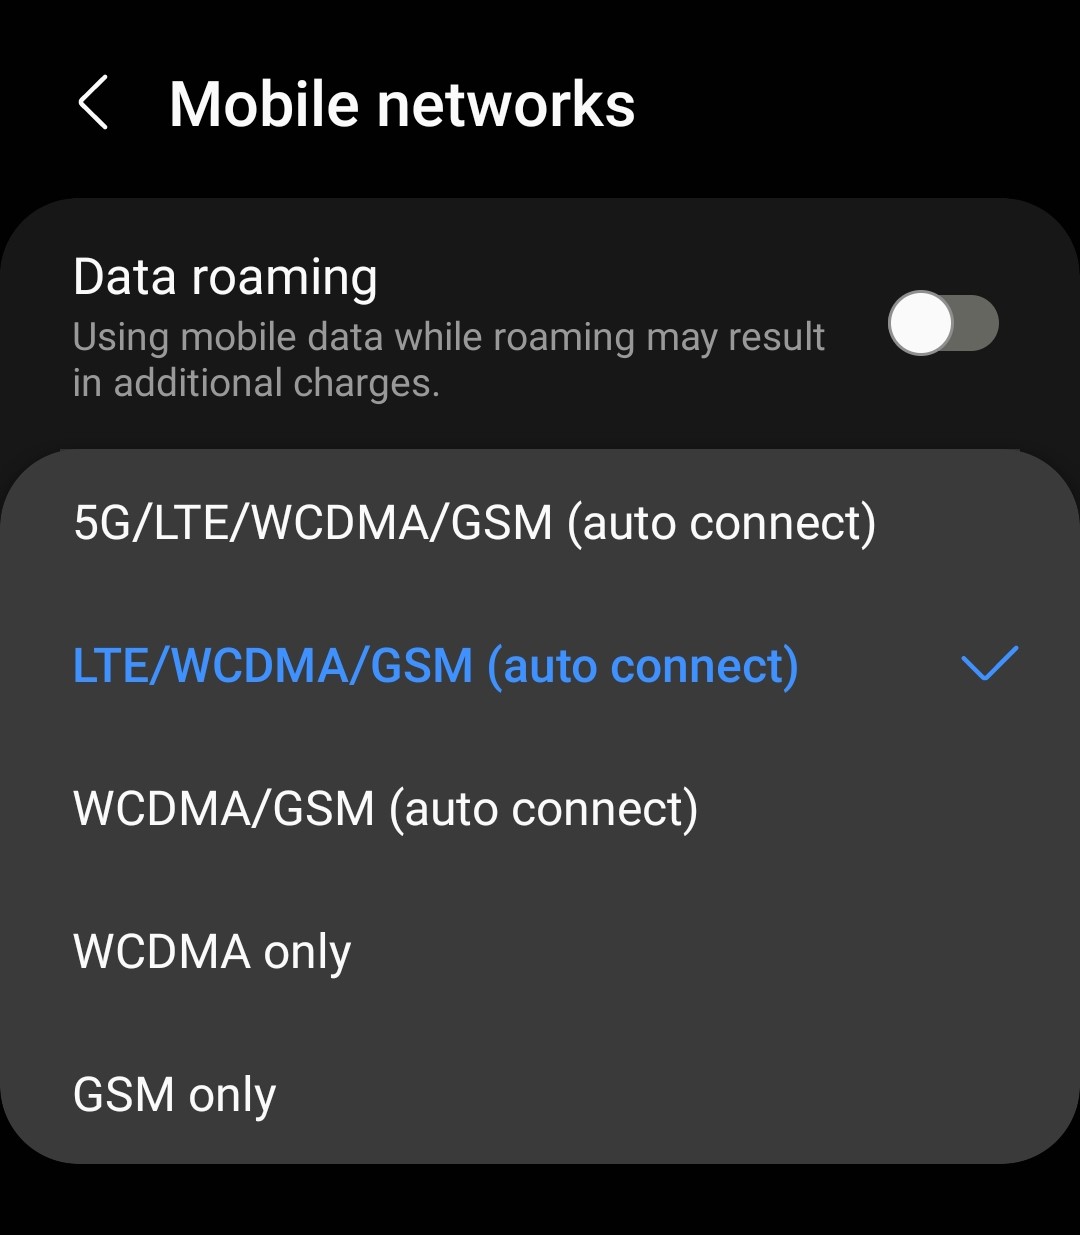 Mobile networks
Data roaming
Using mobile data while roaming may result
in additional charges.
5G/LTE/WCDMA/GSM (auto connect)
LTE/WCDMA/GSM (auto connect)
WCDMA/GSM (auto connect)
WCDMA only
GSM only